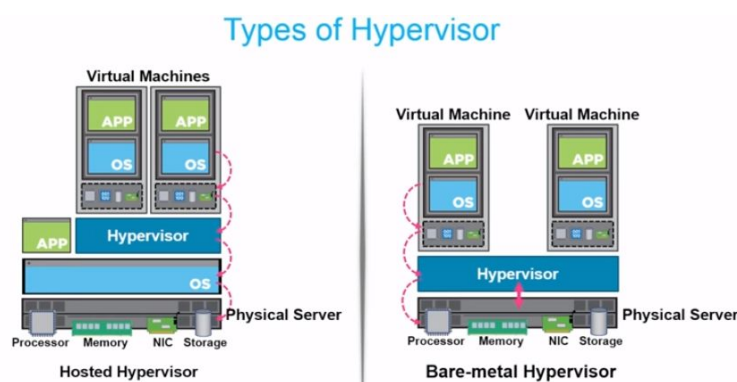 Types of Hypervisor
Virtual Machines
APP
APP
OS
OS
APP
Hypervisor
OS
Physical Server
Processor
Memory
NIC
Storage
Hosted Hypervisor
Virtual Machine
Virtual Machine
APP
APP
OS
OS
Hypervisor
Physical Server
Processor
Memory
NIC
Storage
Bare-metal Hypervisor